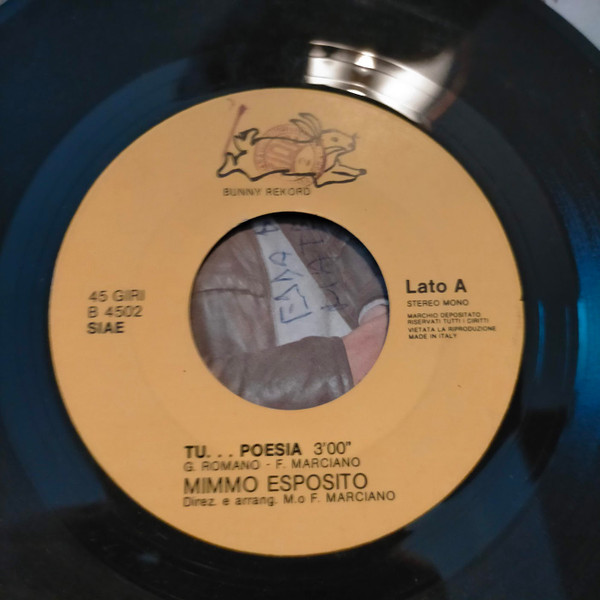 BUNNY REKORD
45 GIRI
B 4502
SIAE
Lato A
STEREO MONO
MARCHIO DEPOSITATO
RISERVATI TUTTI I DIRITTI
VIETATA LA RIPRODUZIONE
MADE IN ITALY
TU. . . POESIA 3'00"
G. ROMANO - F. MARCIANO
MIMMO ESPOSITO
Direz. e arrang. M.o F. MARCIANO